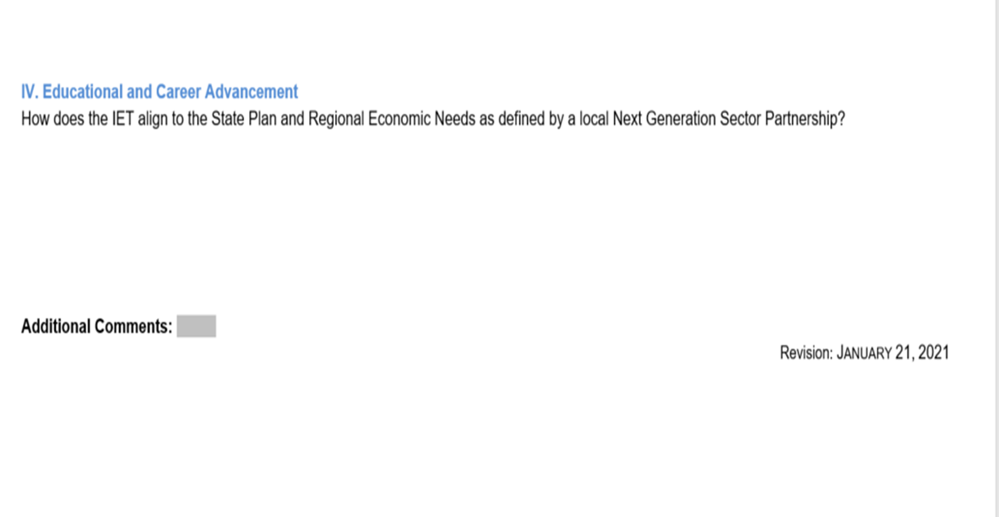 IV. Educational and Career Advancement
How does the IET align to the State Plan and Regional Economic Needs as defined by a local Next Generation Sector Partnership?
Additional Comments:
Revision: JANUARY 21, 2021